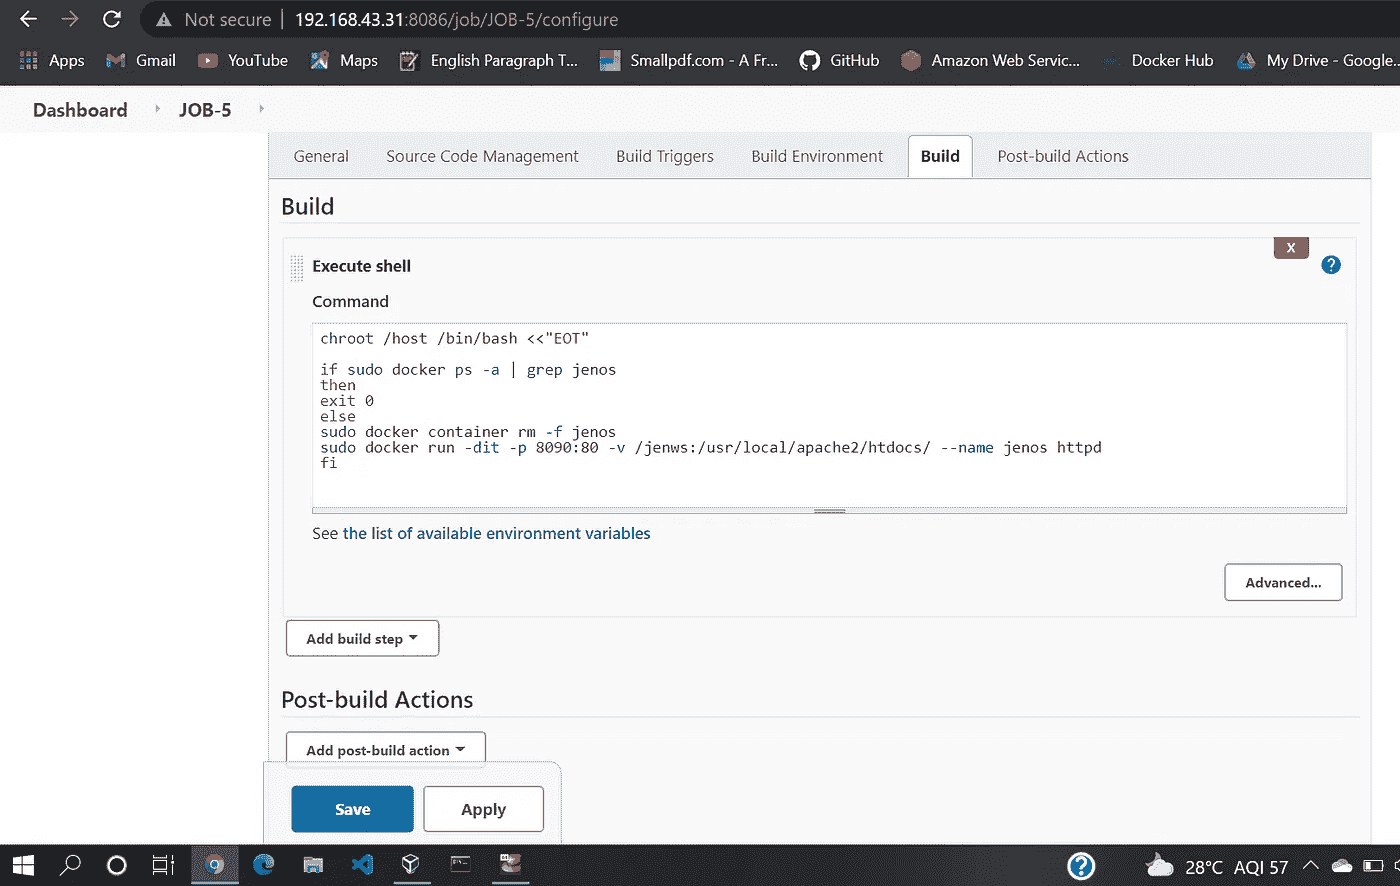 Not secure | 192.168.43.31:8086/job/JOB-5/configure
Apps Gmail YouTube Maps English Paragraph T... Smallpdf.com - A Fr... GitHub Amazon Web Servic... Docker Hub My Drive - Google...
Dashboard JOB-5
General Source Code Management Build Triggers Build Environment Build Post-build Actions
Build
X
Execute shell ?
Command
chroot /host /bin/bash <<"EOT"
if sudo docker ps -a | grep jenos
then
exit 0
else
sudo docker container rm -f jenos
sudo docker run -dit -p 8090:80 -v /jenws:/usr/local/apache2/htdocs/ --name jenos httpd
fi
See the list of available environment variables
Advanced...
Add build step
Post-build Actions
Add post-build action
Save Apply
? 28°C AQI 57